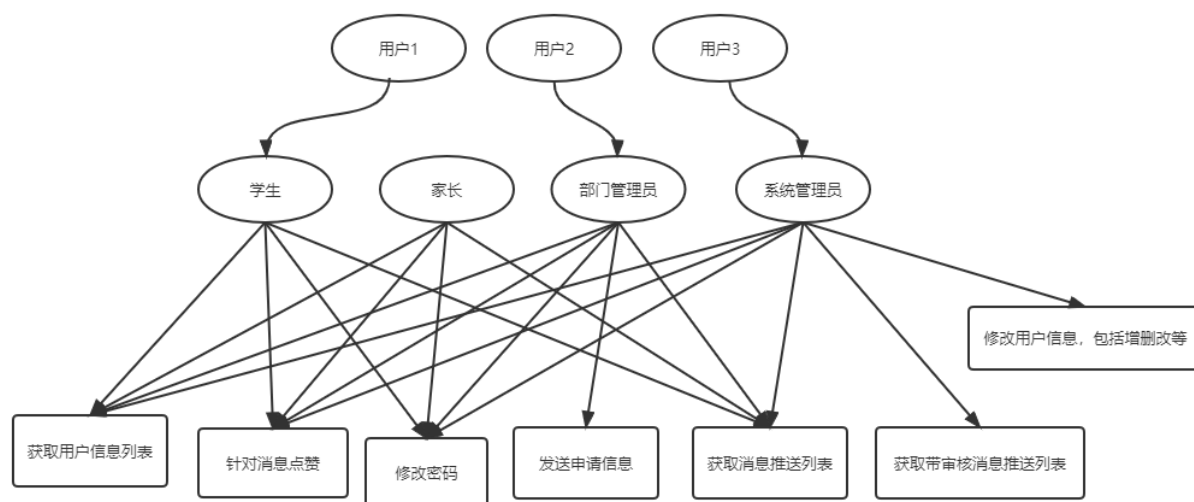 用户1
用户2
用户3
学生
家长
部门管理员
系统管理员
修改用户信息，包括增删改等
获取用户信息列表
针对消息点赞
修改密码
发送申请信息
获取消息推送列表
获取带审核消息推送列表